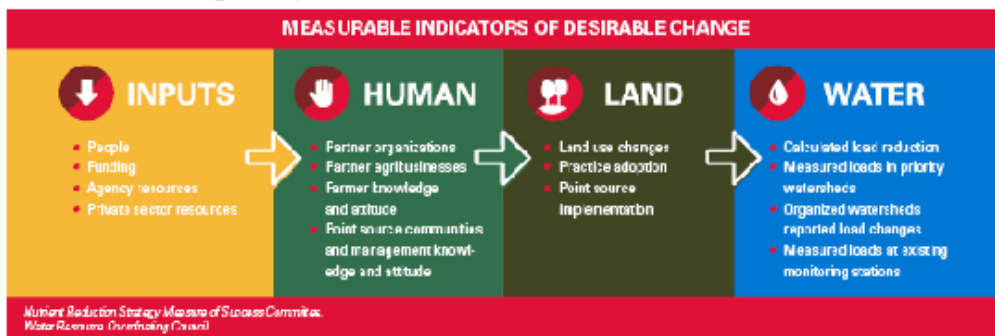 MEASURABLE INDICATORS OF DESIRABLE CHANGE
INPUTS
People
Funding
Agency resources
Private sector resources
HUMAN
Partner organizations
Partner agribusinesses
Farmer knowledge
and attitude
Point source communities
and management knowl-
edge and attitude
LAND
Land use changes
Practice adoption
Point source
implementation
WATER
Calculated load reduction
Measured loads in priority
watersheds
Organized watersheds
reported load changes
Measured loads at existing
monitoring stations
Nutrient Reduction Strategy Measure of Success Committee.
Water Resource Coordinating Council